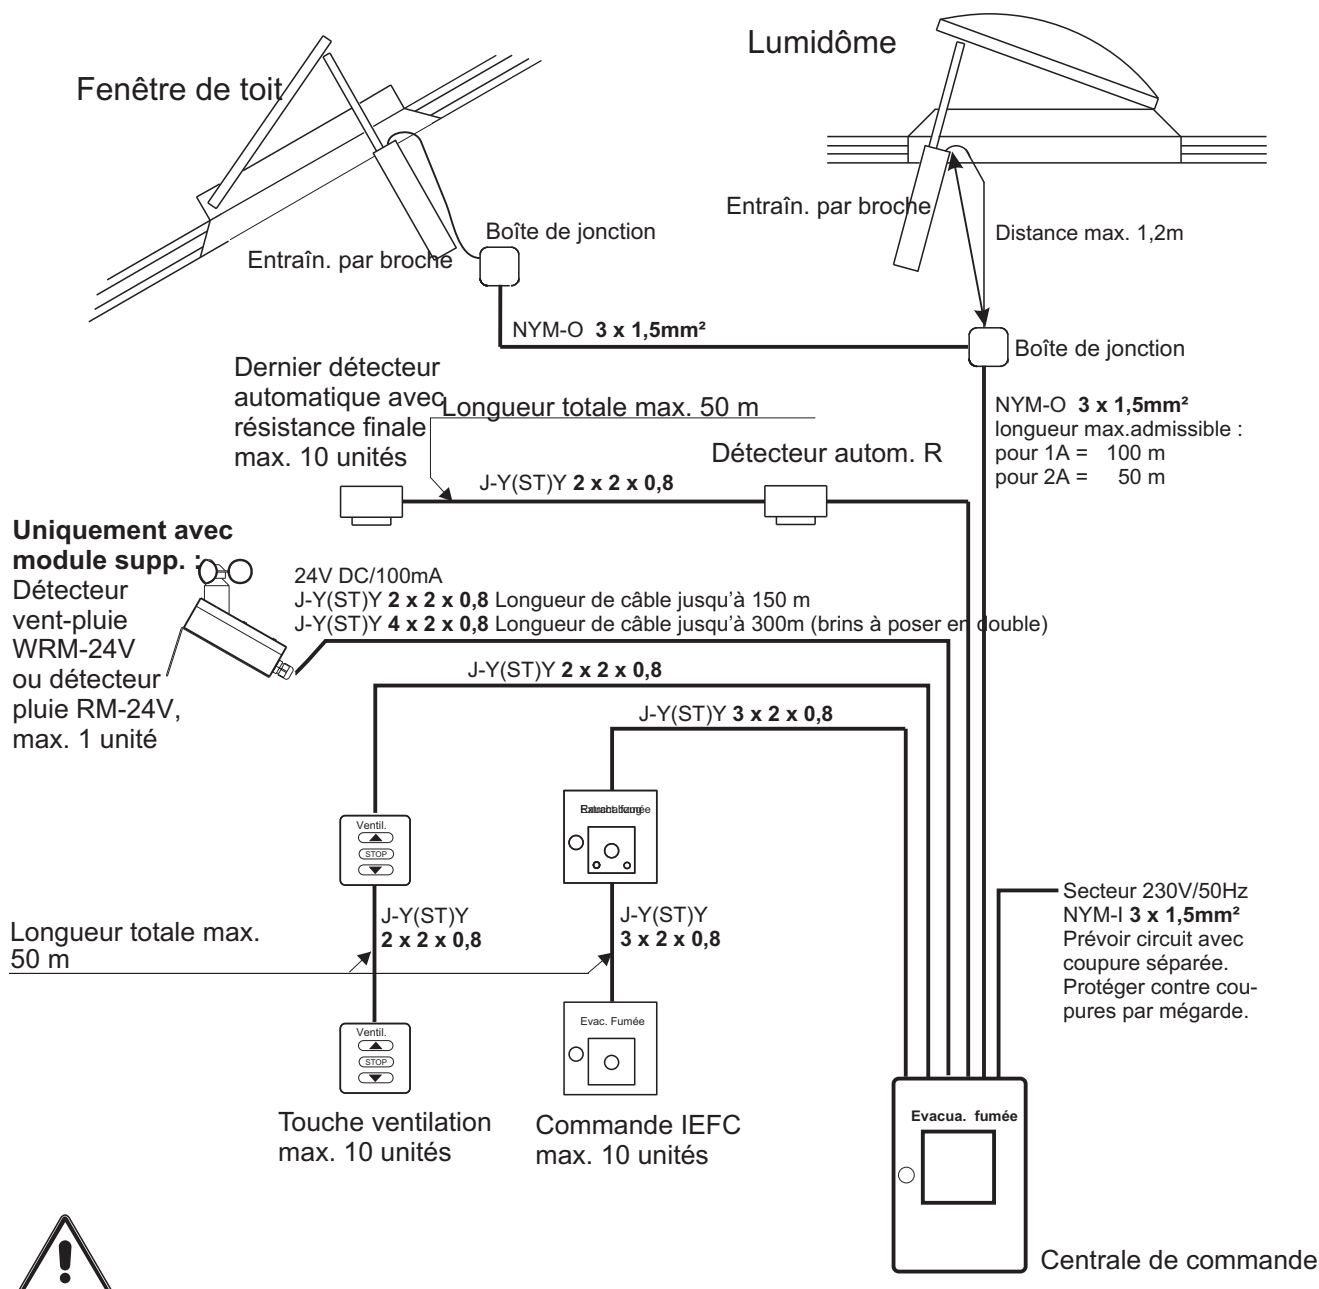 Lumidôme
Fenêtre de toit
Entraîn. par broche
Boîte de jonction
Distance max. 1,2m
Entraîn. par broche
NYM-O 3 x 1,5mm²
Boîte de jonction
Dernier détecteur
automatique avec
résistance finale
max. 10 unités
Longueur totale max. 50 m
NYM-O 3 x 1,5mm²
longueur max.admissible :
pour 1A = 100 m
pour 2A = 50 m
Détecteur autom. R
J-Y(ST)Y 2 x 2 x 0,8
Uniquement avec
module supp. :
Détecteur
vent-pluie
WRM-24V
ou détecteur
pluie RM-24V,
max. 1 unité
24V DC/100mA
J-Y(ST)Y 2 x 2 x 0,8 Longueur de câble jusqu'à 150 m
J-Y(ST)Y 4 x 2 x 0,8 Longueur de câble jusqu'à 300m (brins à poser en double)
J-Y(ST)Y 2 x 2 x 0,8
J-Y(ST)Y 3 x 2 x 0,8
Ventil.
STOP
J-Y(ST)Y
2 x 2 x 0,8
J-Y(ST)Y
3 x 2 x 0,8
Longueur totale max.
50 m
Secteur 230V/50Hz
NYM-I 3 x 1,5mm²
Prévoir circuit avec
coupure séparée.
Protéger contre cou-
pures par mégarde.
Ventil.
STOP
Evac. Fumée
Touche ventilation
max. 10 unités
Commande IEFC
max. 10 unités
Evacua. fumée
Centrale de commande